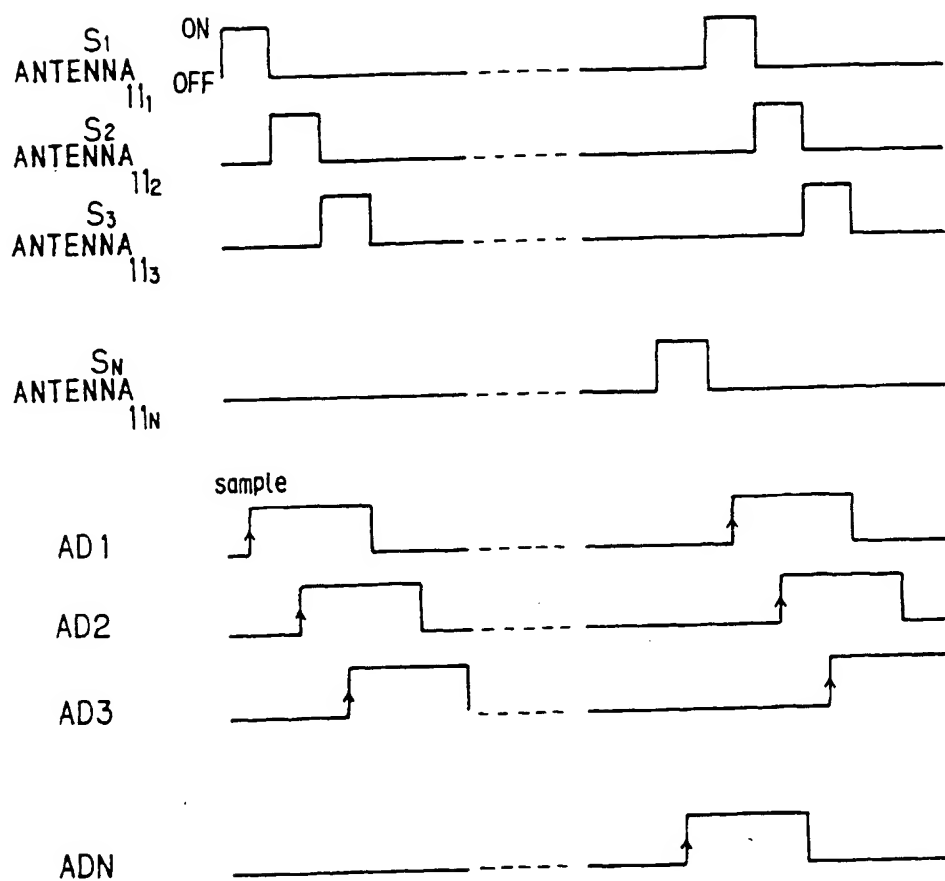 S1 ON
ANTENNA 111 OFF
S2
ANTENNA 112
S3
ANTENNA 113
SN
ANTENNA 11N
sample
AD1
AD2
AD3
ADN